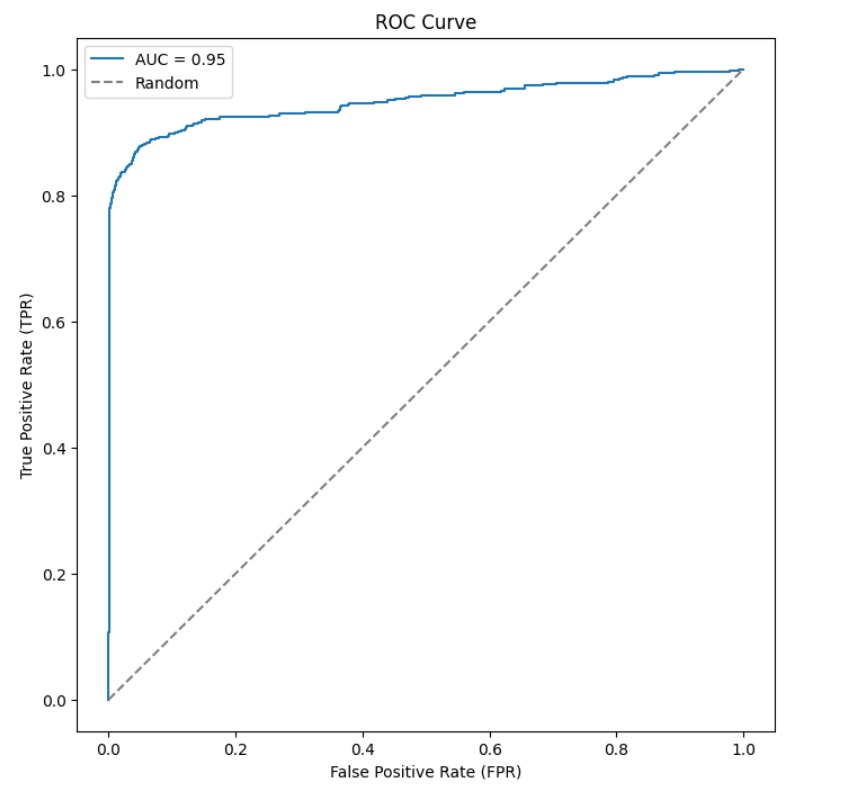 ROC Curve
AUC = 0.95
Random
1.0
0.8
0.6
0.4
0.2
0.0
True Positive Rate (TPR)
0.0 0.2 0.4 0.6 0.8 1.0
False Positive Rate (FPR)